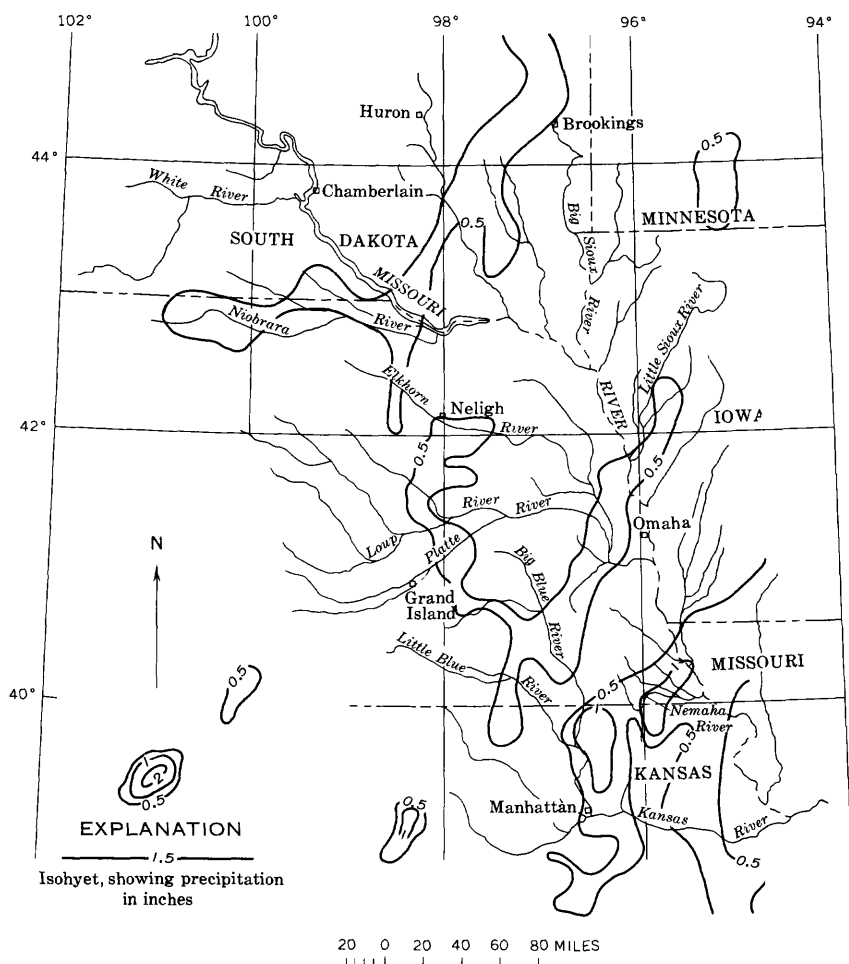 102°
100°
98°
96°
94°
Huron
Brookings
0.5
44°
White River
Chamberlain
Big Sioux River
MINNESOTA
0.5
SOUTH DAKOTA
MISSOURI RIVER
Niobrara River
Little Sioux River
Elkhorn River
Neligh
IOWA
42°
0.5
0.5
Loup River
Platte River
Omaha
N
Big Blue River
Grand Island
Little Blue River
MISSOURI
40°
0.5
0.5
Nemaha River
0.5
1
2
0.5
KANSAS
Manhattan
Kansas River
0.5
0.5
EXPLANATION
1.5
Isohyet, showing precipitation
in inches
20 0 20 40 60 80 MILES